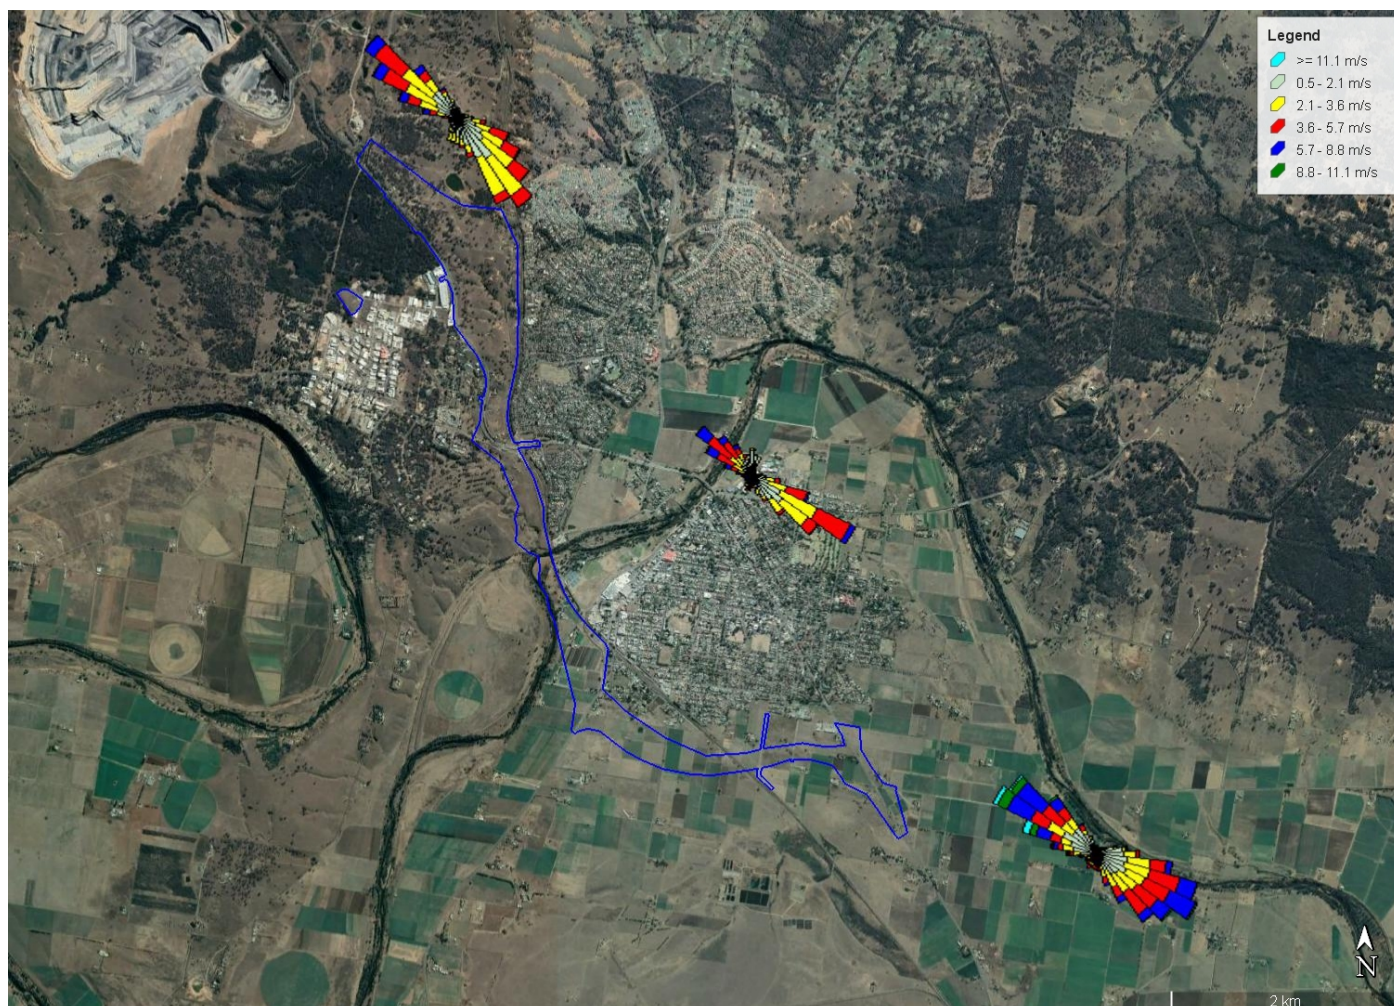 Legend
>= 11.1 m/s
0.5 - 2.1 m/s
2.1 - 3.6 m/s
3.6 - 5.7 m/s
5.7 - 8.8 m/s
8.8 - 11.1 m/s
N
2 km